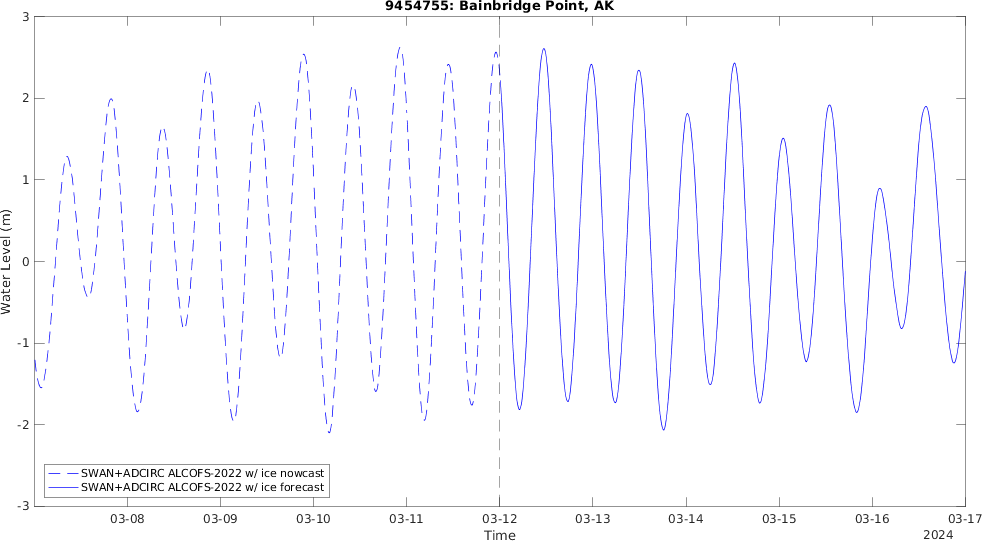 9454755: Bainbridge Point, AK
Water Level (m)
3
2
1
0
-1
-2
-3
SWAN+ADCIRC ALCOFS-2022 w/ ice nowcast
SWAN+ADCIRC ALCOFS-2022 w/ ice forecast
03-08 03-09 03-10 03-11 03-12 03-13 03-14 03-15 03-16 03-17
Time
2024